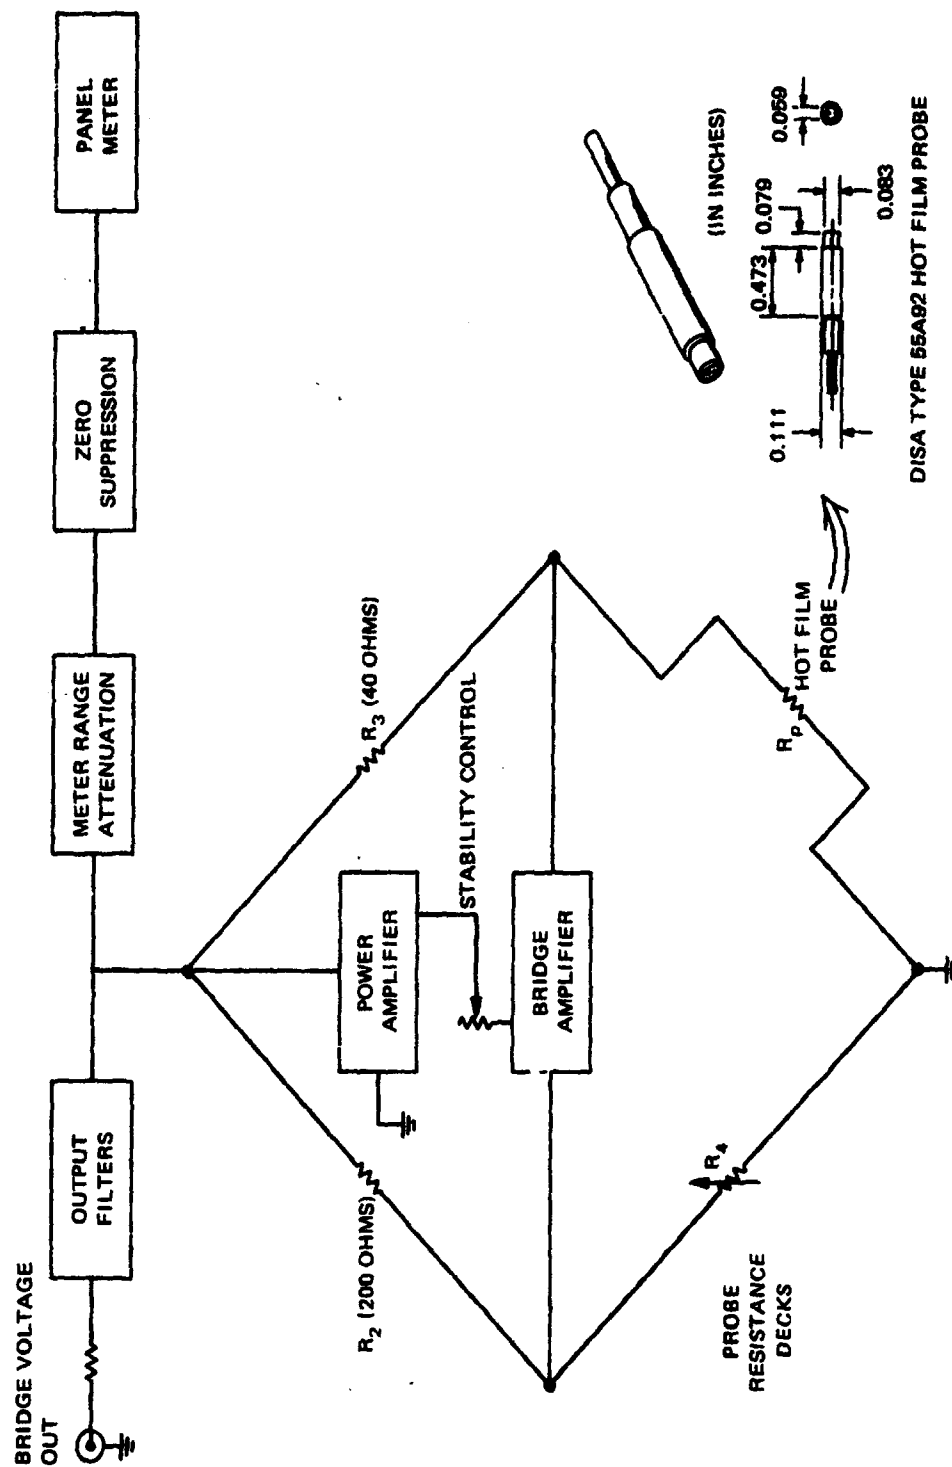 BRIDGE VOLTAGE
OUT
OUTPUT
FILTERS
METER RANGE
ATTENUATION
ZERO
SUPPRESSION
PANEL
METER
R2 (200 OHMS)
R3 (40 OHMS)
POWER
AMPLIFIER
STABILITY CONTROL
BRIDGE
AMPLIFIER
PROBE
RESISTANCE
DECKS
R4
RP
HOT FILM
PROBE
(IN INCHES)
0.111
0.473
0.079
0.059
0.083
DISA TYPE 55A92 HOT FILM PROBE